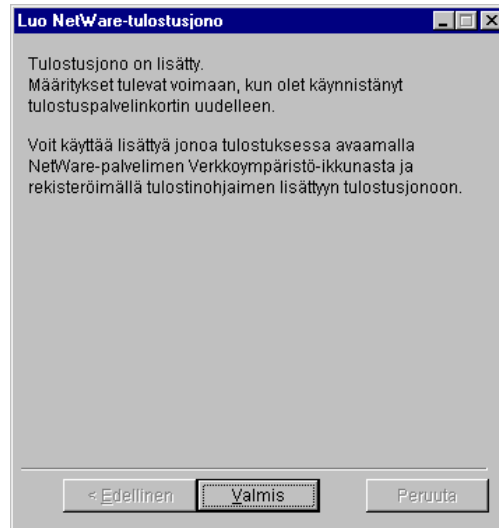 Luo NetWare-tulostusjono
Tulostusjono on lisätty.
Määritykset tulevat voimaan, kun olet käynnistänyt
tulostuspalvelinkortin uudelleen.
Voit käyttää lisättyä jonoa tulostuksessa avaamalla
NetWare-palvelimen Verkkoympäristö-ikkunasta ja
rekisteröimällä tulostinohjaimen lisättyyn tulostusjonoon.
< Edellinen Valmis Peruuta